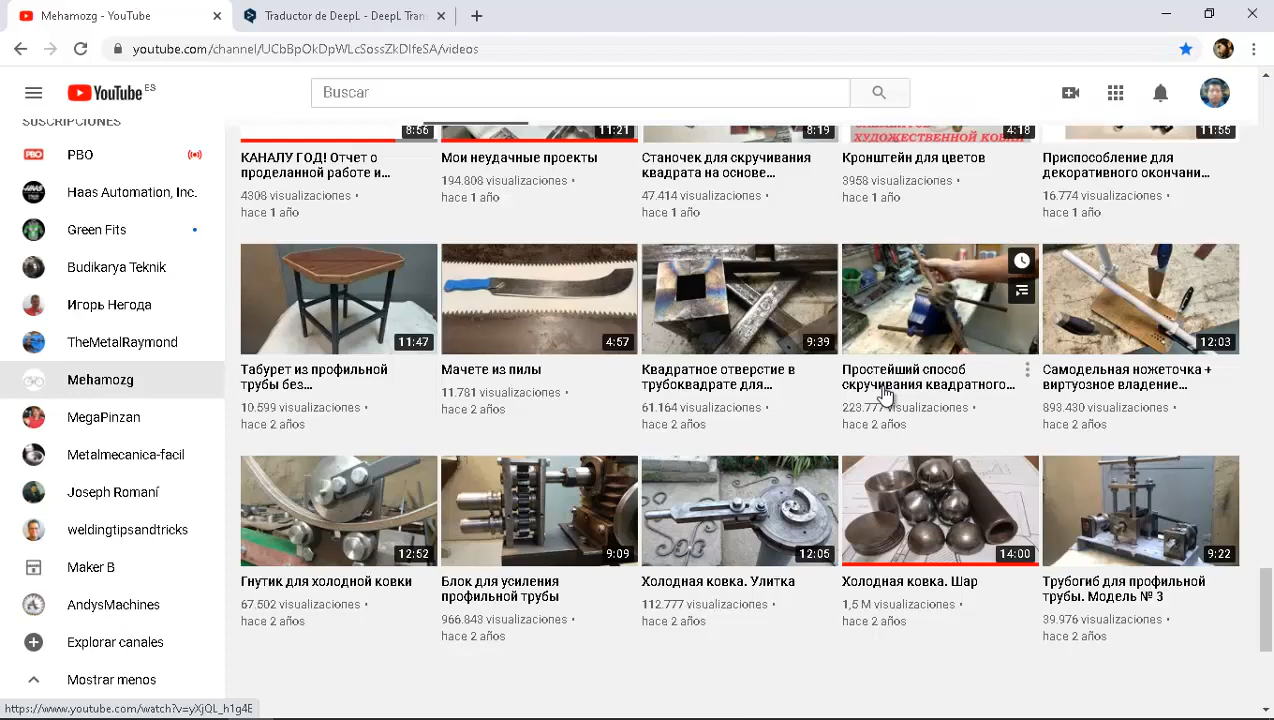 Mehamozg - YouTube
Traductor de DeepL - DeepL Tran
youtube.com/channel/UCbBpOkDpWLcSossZkDIfeSA/videos
YouTube ES
Buscar
SUSCRIPCIONES
PBO
Haas Automation, Inc.
Green Fits
Budikarya Teknik
Игорь Негода
TheMetalRaymond
Mehamozg
MegaPinzan
Metalmecanica-facil
Joseph Romaní
weldingtipsandtricks
Maker B
AndysMachines
Explorar canales
Mostrar menos
8:56
11:21
8:19
ХУДОЖЕСТВЕННОЙ КОВКИ
4:18
11:55
КАНАЛУ ГОД! Отчет о
проделанной работе и...
4308 visualizaciones •
hace 1 año
Мои неудачные проекты
194.808 visualizaciones •
hace 1 año
Станочек для скручивания
квадрата на основе...
47.414 visualizaciones •
hace 1 año
Кронштейн для цветов
3958 visualizaciones •
hace 1 año
Приспособление для
декоративного окончани...
16.774 visualizaciones •
hace 1 año
11:47
Табурет из профильной
трубы без...
10.599 visualizaciones •
hace 2 años
4:57
Мачете из пилы
11.781 visualizaciones •
hace 2 años
9:39
Квадратное отверстие в
трубоквадрате для...
61.164 visualizaciones •
hace 2 años
Простейший способ
скручивания квадратного...
223.777 visualizaciones •
hace 2 años
12:03
Самодельная ножеточка +
виртуозное владение...
893.430 visualizaciones •
hace 2 años
12:52
Гнутик для холодной ковки
67.502 visualizaciones •
hace 2 años
9:09
Блок для усиления
профильной трубы
966.843 visualizaciones •
hace 2 años
12:05
Холодная ковка. Улитка
112.777 visualizaciones •
hace 2 años
14:00
Холодная ковка. Шар
1,5 M visualizaciones •
hace 2 años
9:22
Трубогиб для профильной
трубы. Модель № 3
39.976 visualizaciones •
hace 2 años
https://www.youtube.com/watch?v=yXjQL_h1g4E